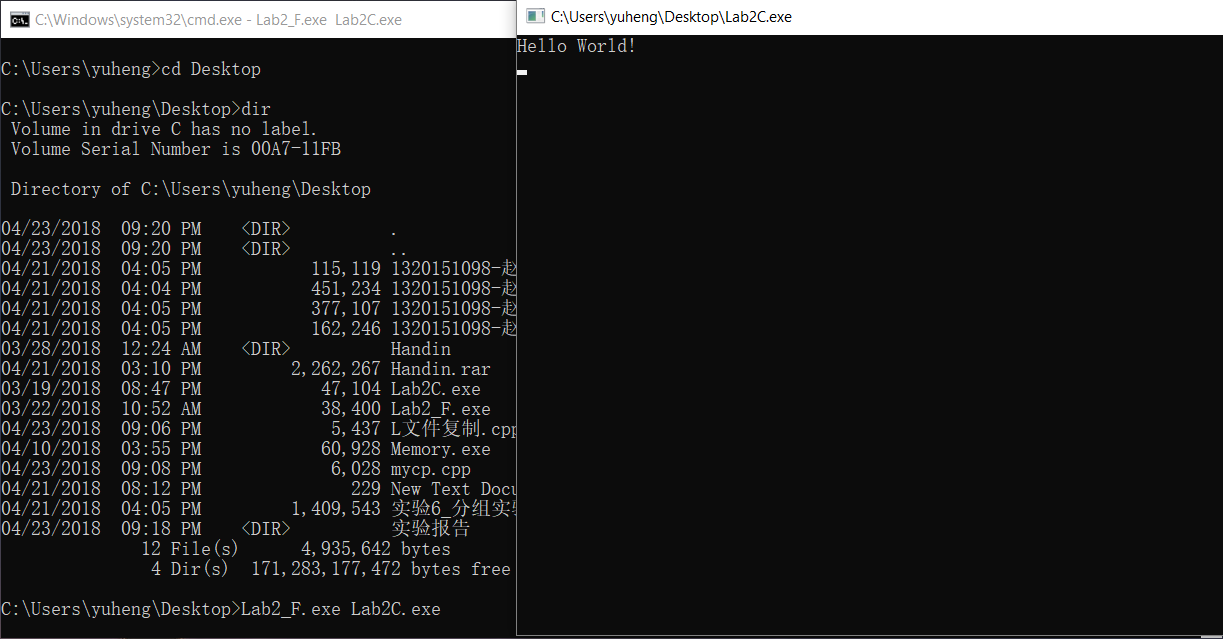 C:\Windows\system32\cmd.exe - Lab2_F.exe  Lab2C.exe
C:\Users\yuheng>cd Desktop
C:\Users\yuheng\Desktop>dir
 Volume in drive C has no label.
 Volume Serial Number is 00A7-11FB
 Directory of C:\Users\yuheng\Desktop
04/23/2018  09:20 PM    <DIR>          .
04/23/2018  09:20 PM    <DIR>          ..
04/21/2018  04:05 PM           115,119 1320151098-赵
04/21/2018  04:04 PM           451,234 1320151098-赵
04/21/2018  04:05 PM           377,107 1320151098-赵
04/21/2018  04:05 PM           162,246 1320151098-赵
03/28/2018  12:24 AM    <DIR>          Handin
04/21/2018  03:10 PM         2,262,267 Handin.rar
03/19/2018  08:47 PM            47,104 Lab2C.exe
03/22/2018  10:52 AM            38,400 Lab2_F.exe
04/23/2018  09:06 PM             5,437 L文件复制.cpp
04/10/2018  03:55 PM            60,928 Memory.exe
04/23/2018  09:08 PM             6,028 mycp.cpp
04/21/2018  08:12 PM               229 New Text Docu
04/21/2018  04:05 PM         1,409,543 实验6_分组实验
04/23/2018  09:18 PM    <DIR>          实验报告
              12 File(s)      4,935,642 bytes
               4 Dir(s)  171,283,177,472 bytes free
C:\Users\yuheng\Desktop>Lab2_F.exe Lab2C.exe
C:\Users\yuheng\Desktop\Lab2C.exe
Hello World!